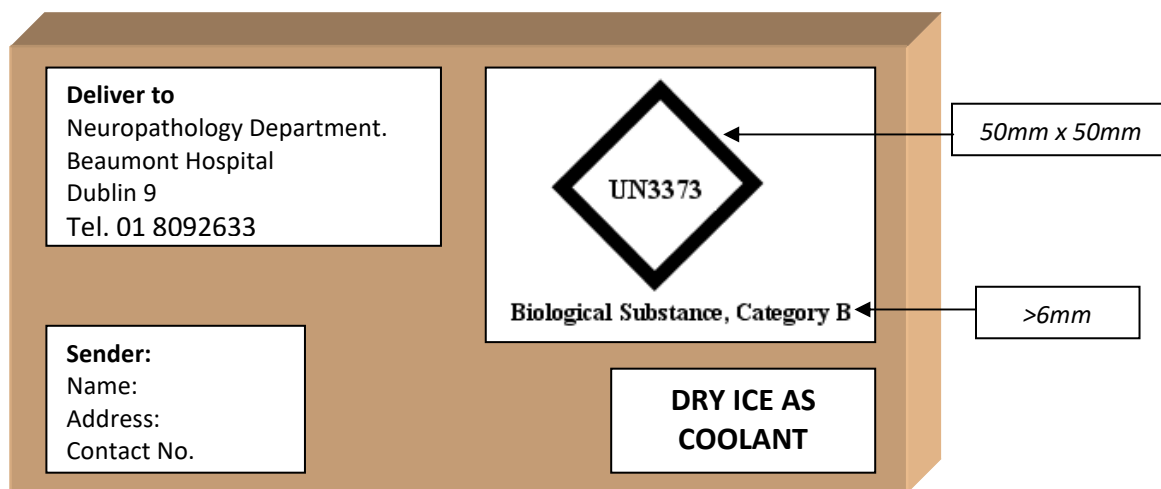 Deliver to
Neuropathology Department.
Beaumont Hospital
Dublin 9
Tel. 01 8092633
UN3373
Biological Substance, Category B
50mm x 50mm
>6mm
Sender:
Name:
Address:
Contact No.
DRY ICE AS
COOLANT